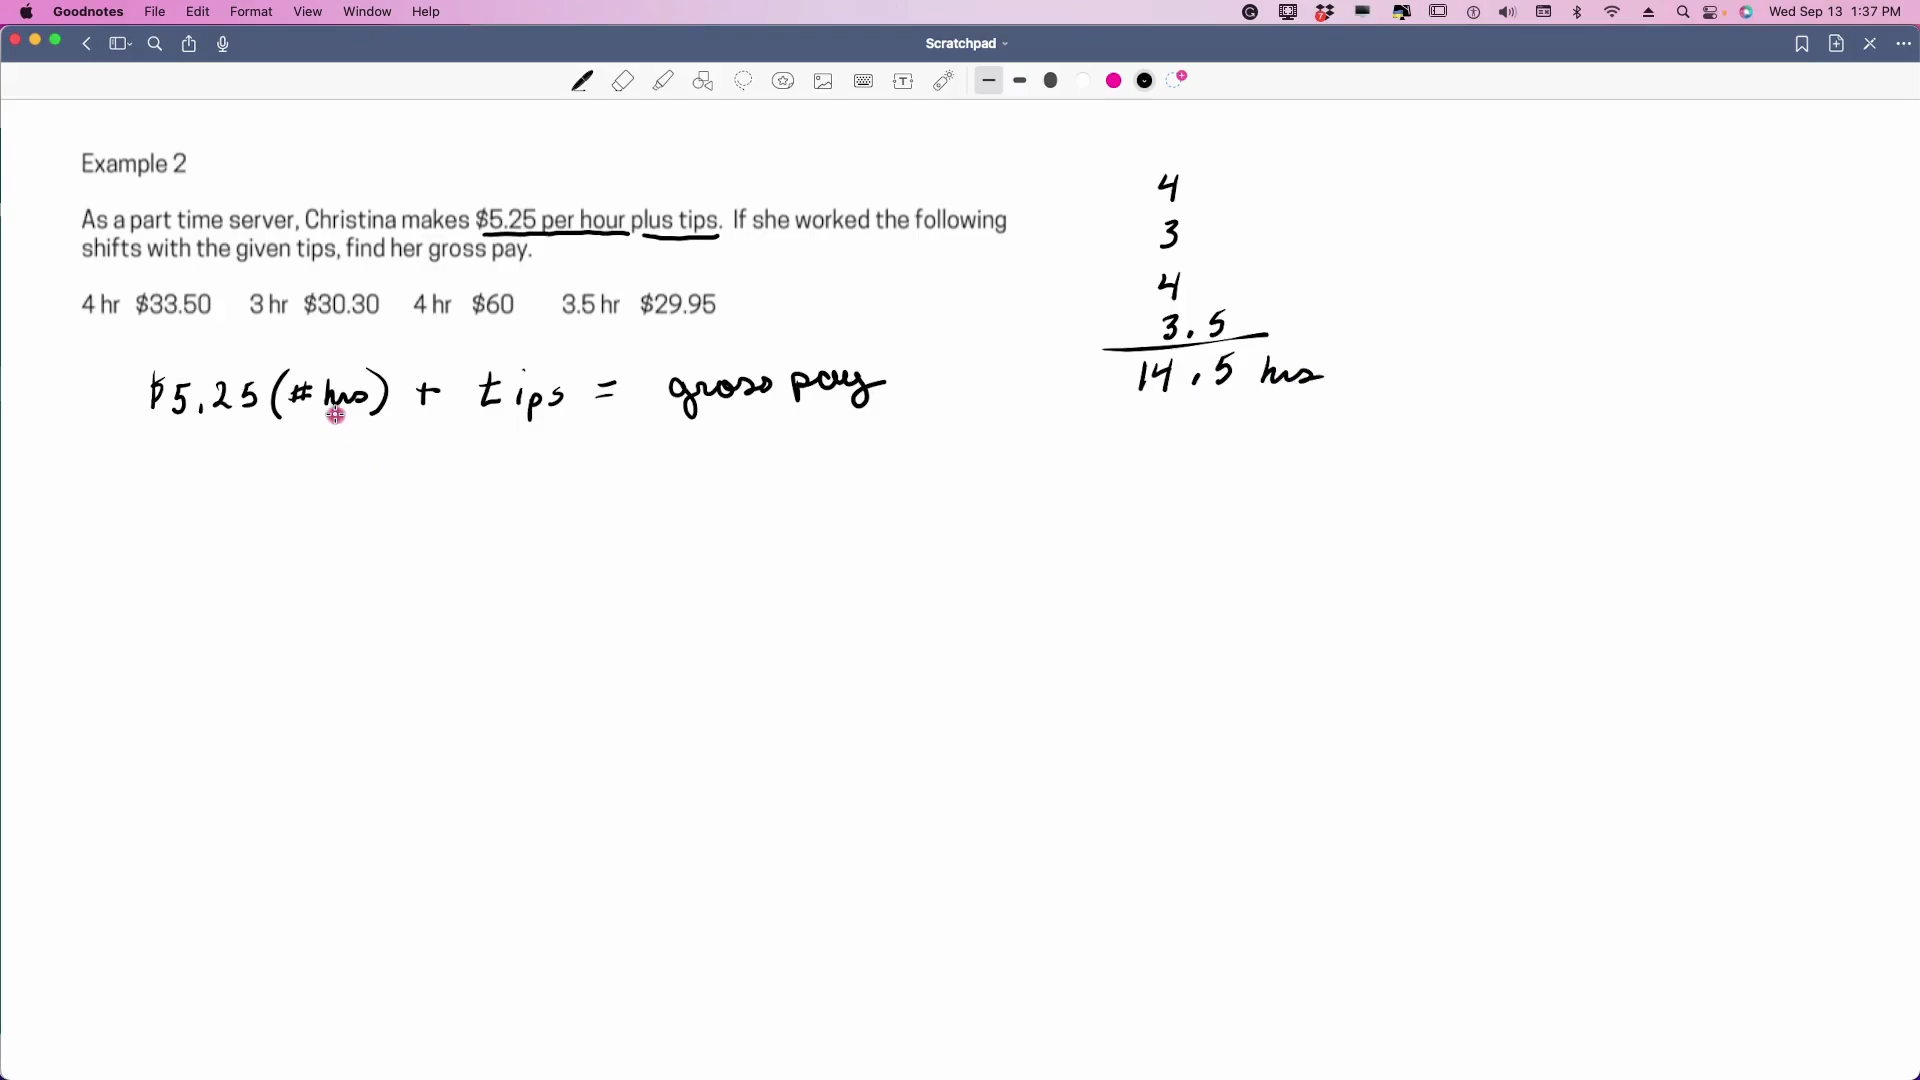 Goodnotes File Edit Format View Window Help Wed Sep 13 1:37 PM
Scratchpad
Example 2
As a part time server, Christina makes $5.25 per hour plus tips. If she worked the following
shifts with the given tips, find her gross pay.
4 hr $33.50 3 hr $30.30 4 hr $60 3.5 hr $29.95
$5.25 (# hrs) + tips = gross pay
4
3
4
3.5
14.5 hrs